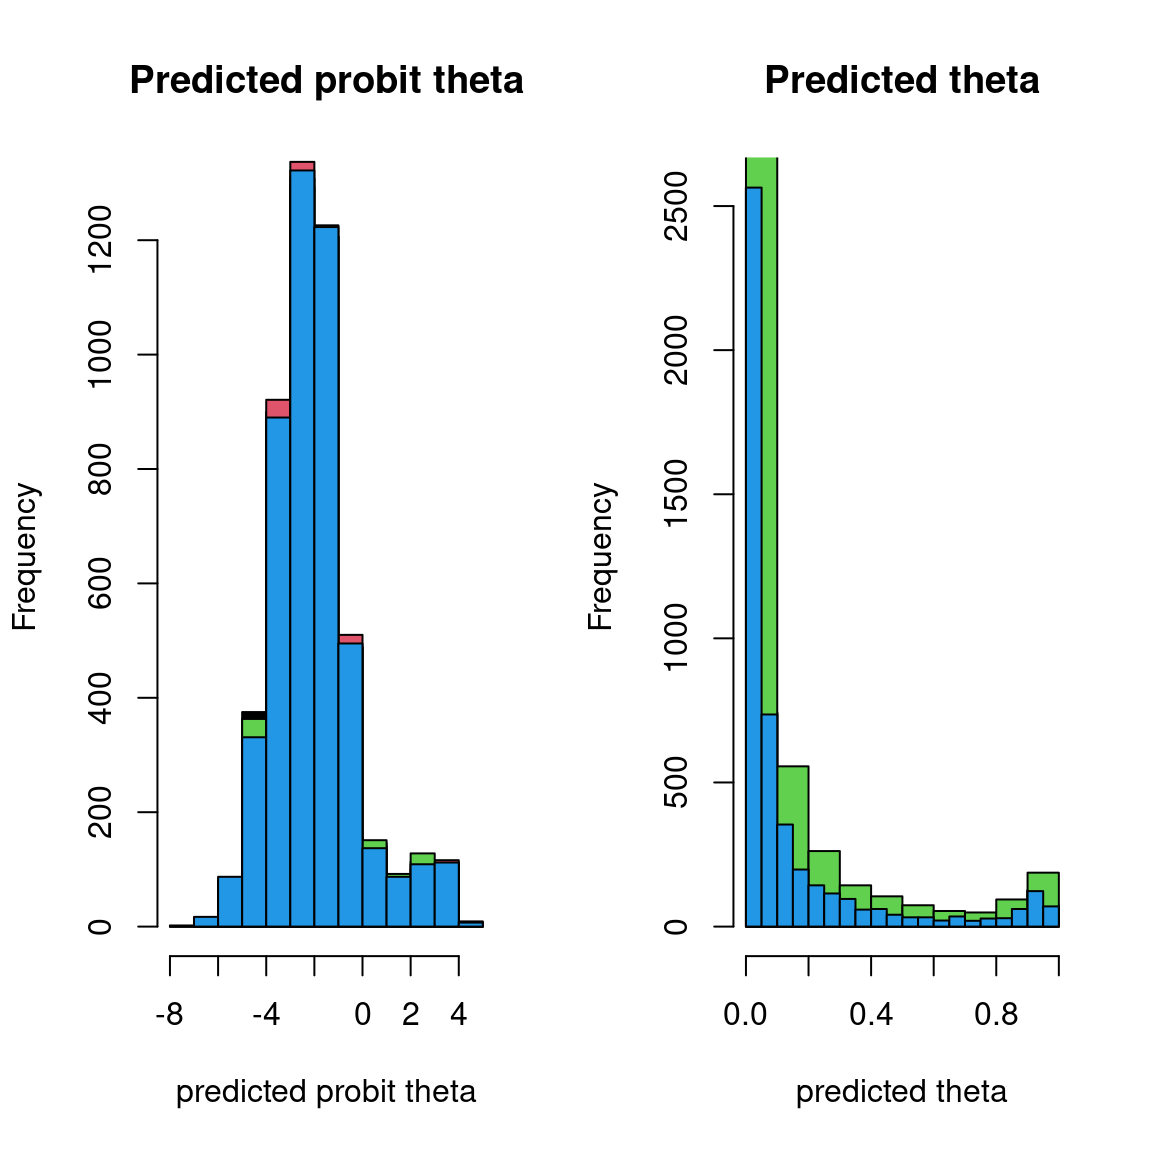 Predicted probit theta
Frequency
0 200 400 600 800 1000 1200
-8 -4 0 2 4
predicted probit theta
Predicted theta
Frequency
0 500 1000 1500 2000 2500
0.0 0.4 0.8
predicted theta